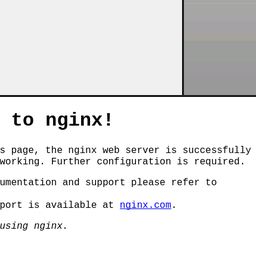 to nginx!
s page, the nginx web server is successfully
working. Further configuration is required.
umentation and support please refer to
port is available at nginx.com.
using nginx.